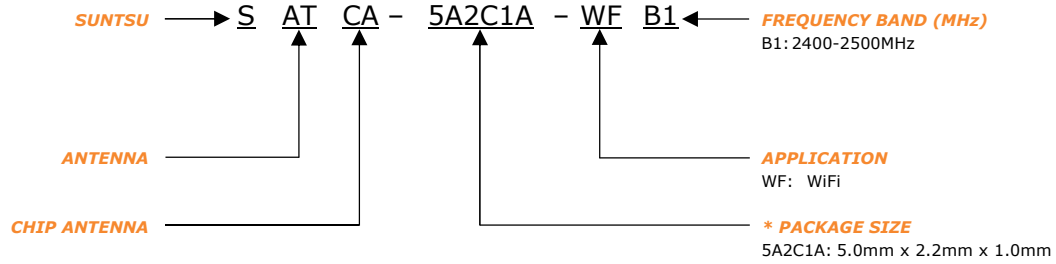 SUNTSU S AT CA – 5A2C1A – WF B1 FREQUENCY BAND (MHz)
B1: 2400-2500MHz
ANTENNA APPLICATION
WF: WiFi
CHIP ANTENNA * PACKAGE SIZE
5A2C1A: 5.0mm x 2.2mm x 1.0mm